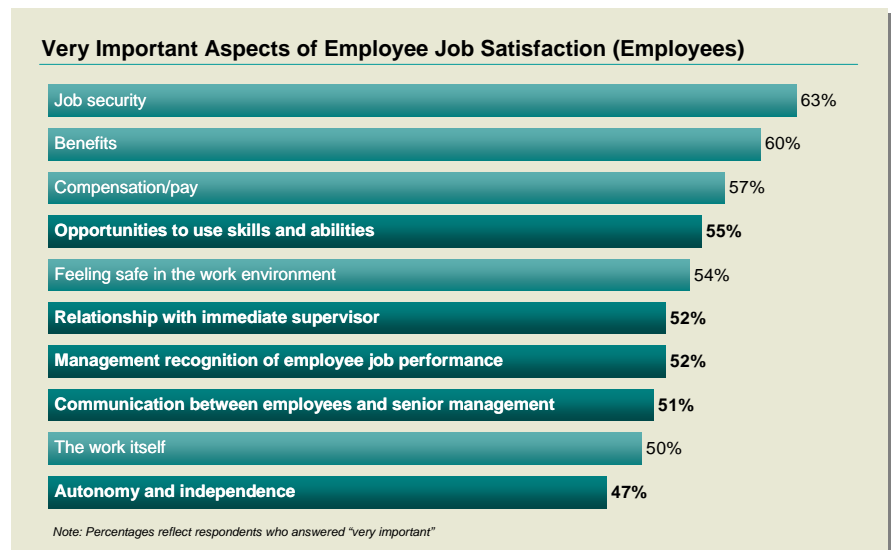 Very Important Aspects of Employee Job Satisfaction (Employees)
Job security 63%
Benefits 60%
Compensation/pay 57%
Opportunities to use skills and abilities 55%
Feeling safe in the work environment 54%
Relationship with immediate supervisor 52%
Management recognition of employee job performance 52%
Communication between employees and senior management 51%
The work itself 50%
Autonomy and independence 47%
Note: Percentages reflect respondents who answered “very important”